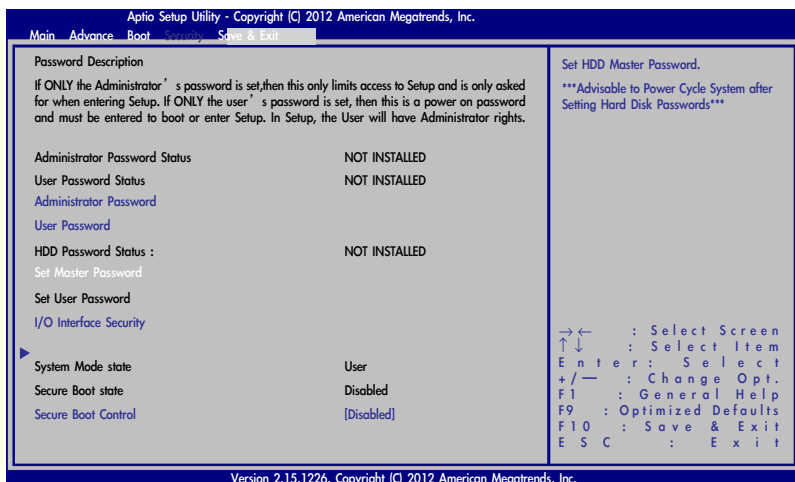 Aptio Setup Utility - Copyright (C) 2012 American Megatrends, Inc.
Main Advance Boot Security Save & Exit
Password Description
If ONLY the Administrator’s password is set,then this only limits access to Setup and is only asked
for when entering Setup. If ONLY the user’s password is set, then this is a power on password
and must be entered to boot or enter Setup. In Setup, the User will have Administrator rights.
Administrator Password Status NOT INSTALLED
User Password Status NOT INSTALLED
Administrator Password
User Password
HDD Password Status : NOT INSTALLED
Set Master Password
Set User Password
I/O Interface Security
System Mode state User
Secure Boot state Disabled
Secure Boot Control [Disabled]
Set HDD Master Password.
***Advisable to Power Cycle System after
Setting Hard Disk Passwords***
→← : Select Screen
↑↓ : Select Item
Enter: Select
+/— : Change Opt.
F1 : General Help
F9 : Optimized Defaults
F10 : Save & Exit
ESC : Exit
Version 2.15.1226. Copyright (C) 2012 American Megatrends, Inc.